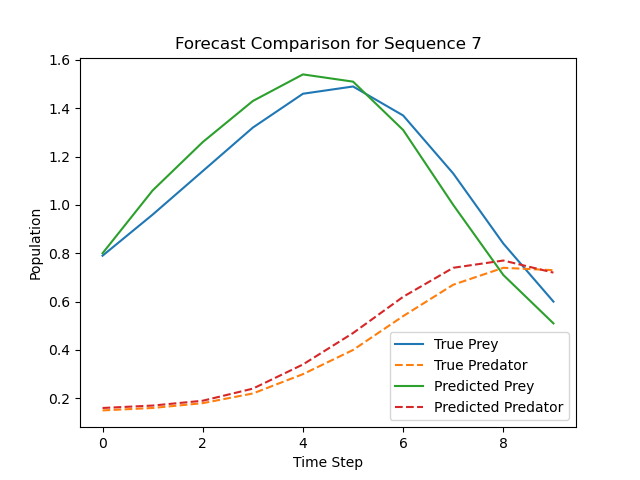 Forecast Comparison for Sequence 7
1.6
1.4
1.2
1.0
0.8
0.6
0.4
0.2
Population
0 2 4 6 8
Time Step
True Prey
True Predator
Predicted Prey
Predicted Predator